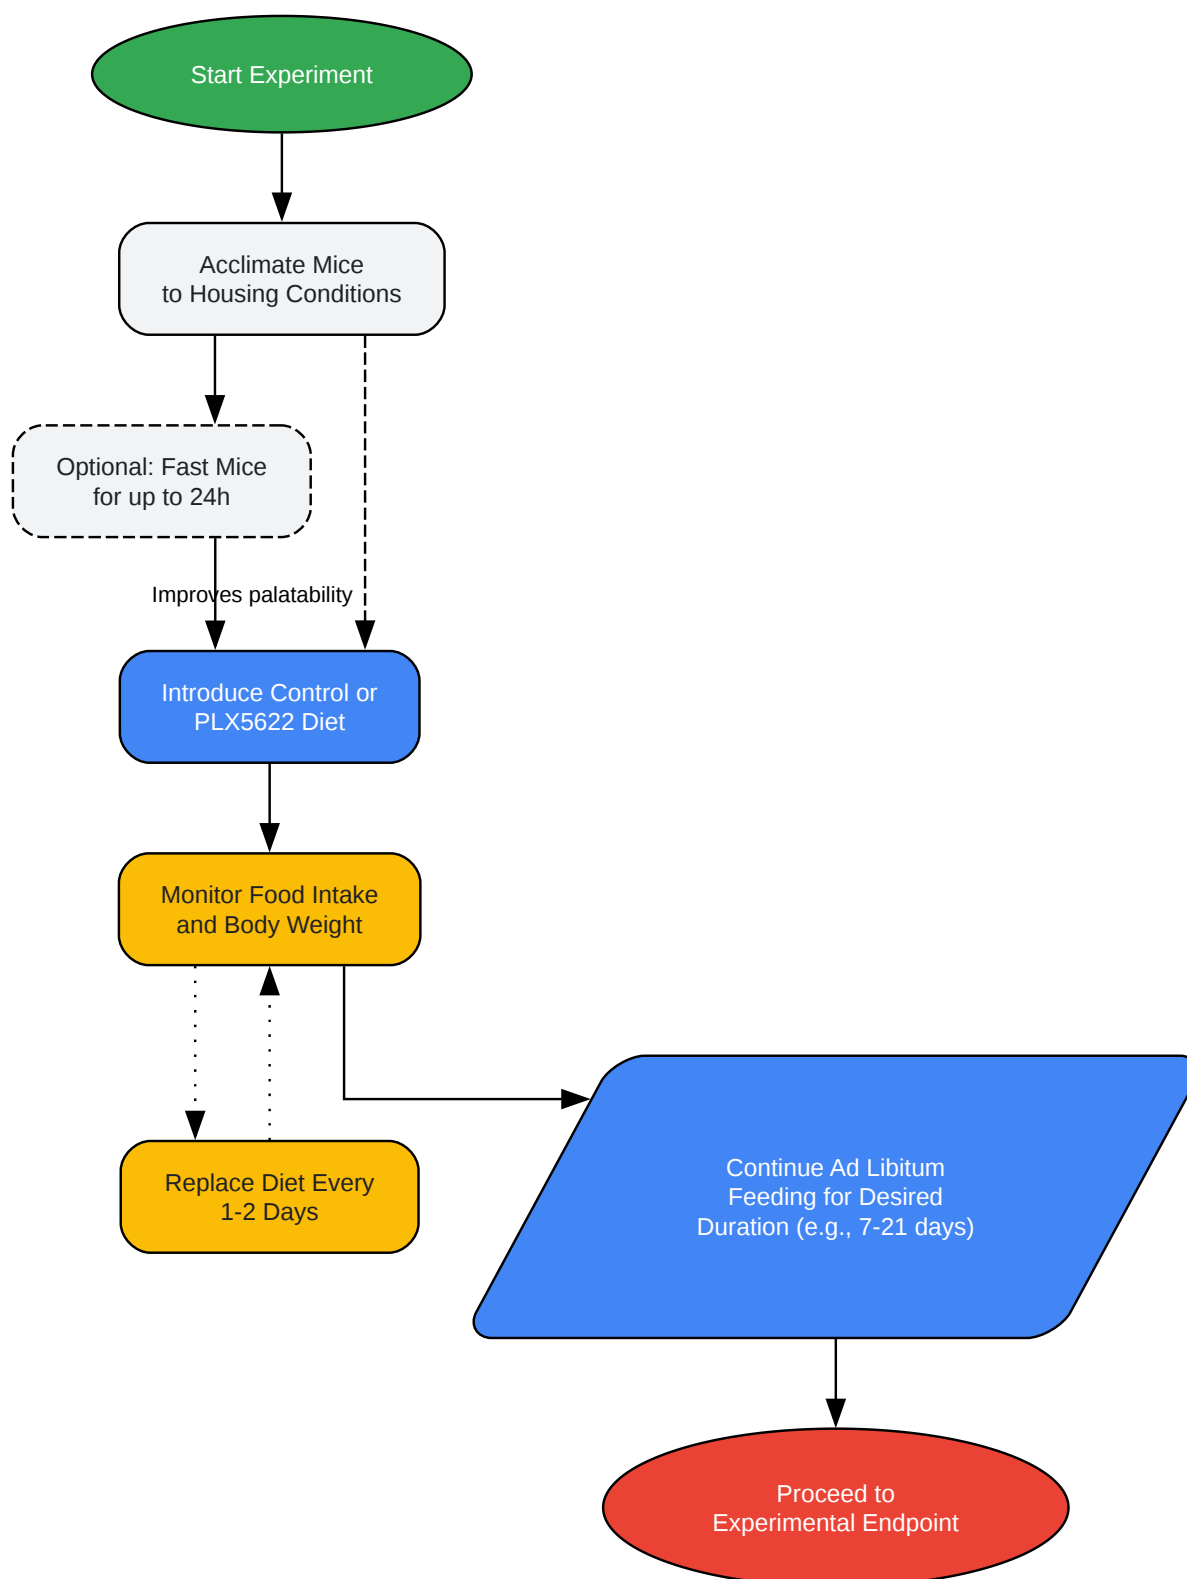 Start Experiment
Acclimate Mice
to Housing Conditions
Optional: Fast Mice
for up to 24h
Improves palatability
Introduce Control or
PLX5622 Diet
Monitor Food Intake
and Body Weight
Replace Diet Every
1-2 Days
Continue Ad Libitum
Feeding for Desired
Duration (e.g., 7-21 days)
Proceed to
Experimental Endpoint